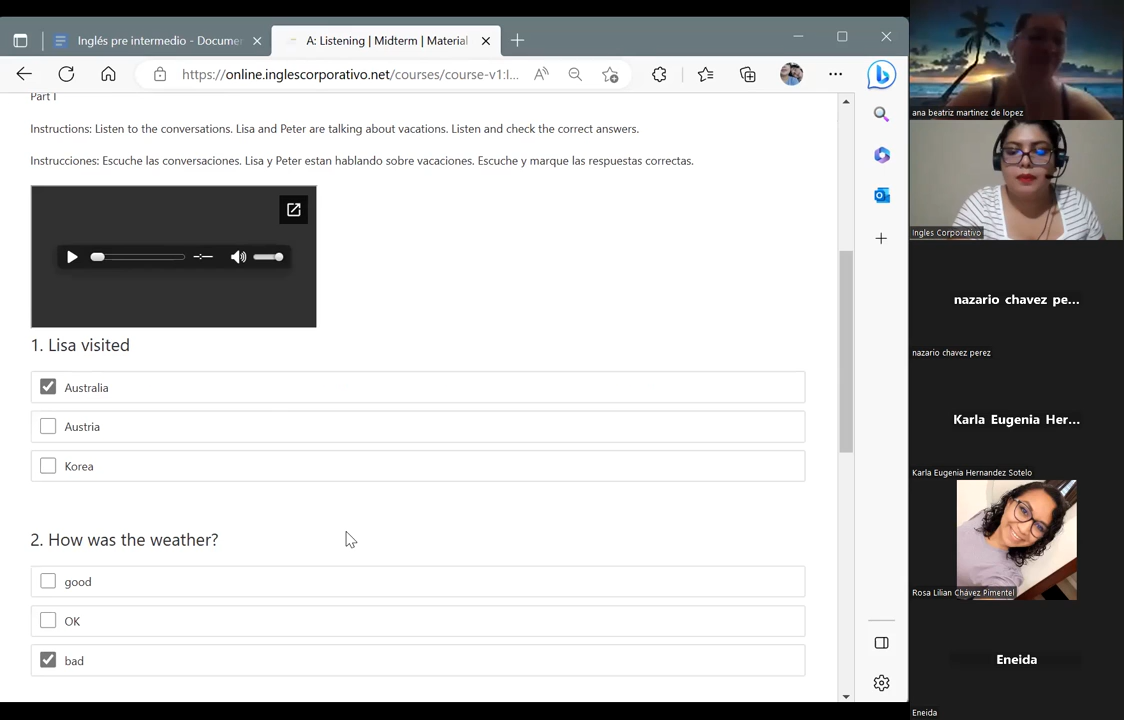 Inglés pre intermedio - Docume
A: Listening | Midterm | Material
https://online.inglescorporativo.net/courses/course-v1:I...
Part I
Instructions: Listen to the conversations. Lisa and Peter are talking about vacations. Listen and check the correct answers.
Instrucciones: Escuche las conversaciones. Lisa y Peter estan hablando sobre vacaciones. Escuche y marque las respuestas correctas.
-:--
1. Lisa visited
Australia
Austria
Korea
2. How was the weather?
good
OK
bad
ana beatriz martinez de lopez
Ingles Corporativo
nazario chavez pe...
nazario chavez perez
Karla Eugenia Her...
Karla Eugenia Hernandez Sotelo
Rosa Lilian Chávez Pimentel
Eneida
Eneida